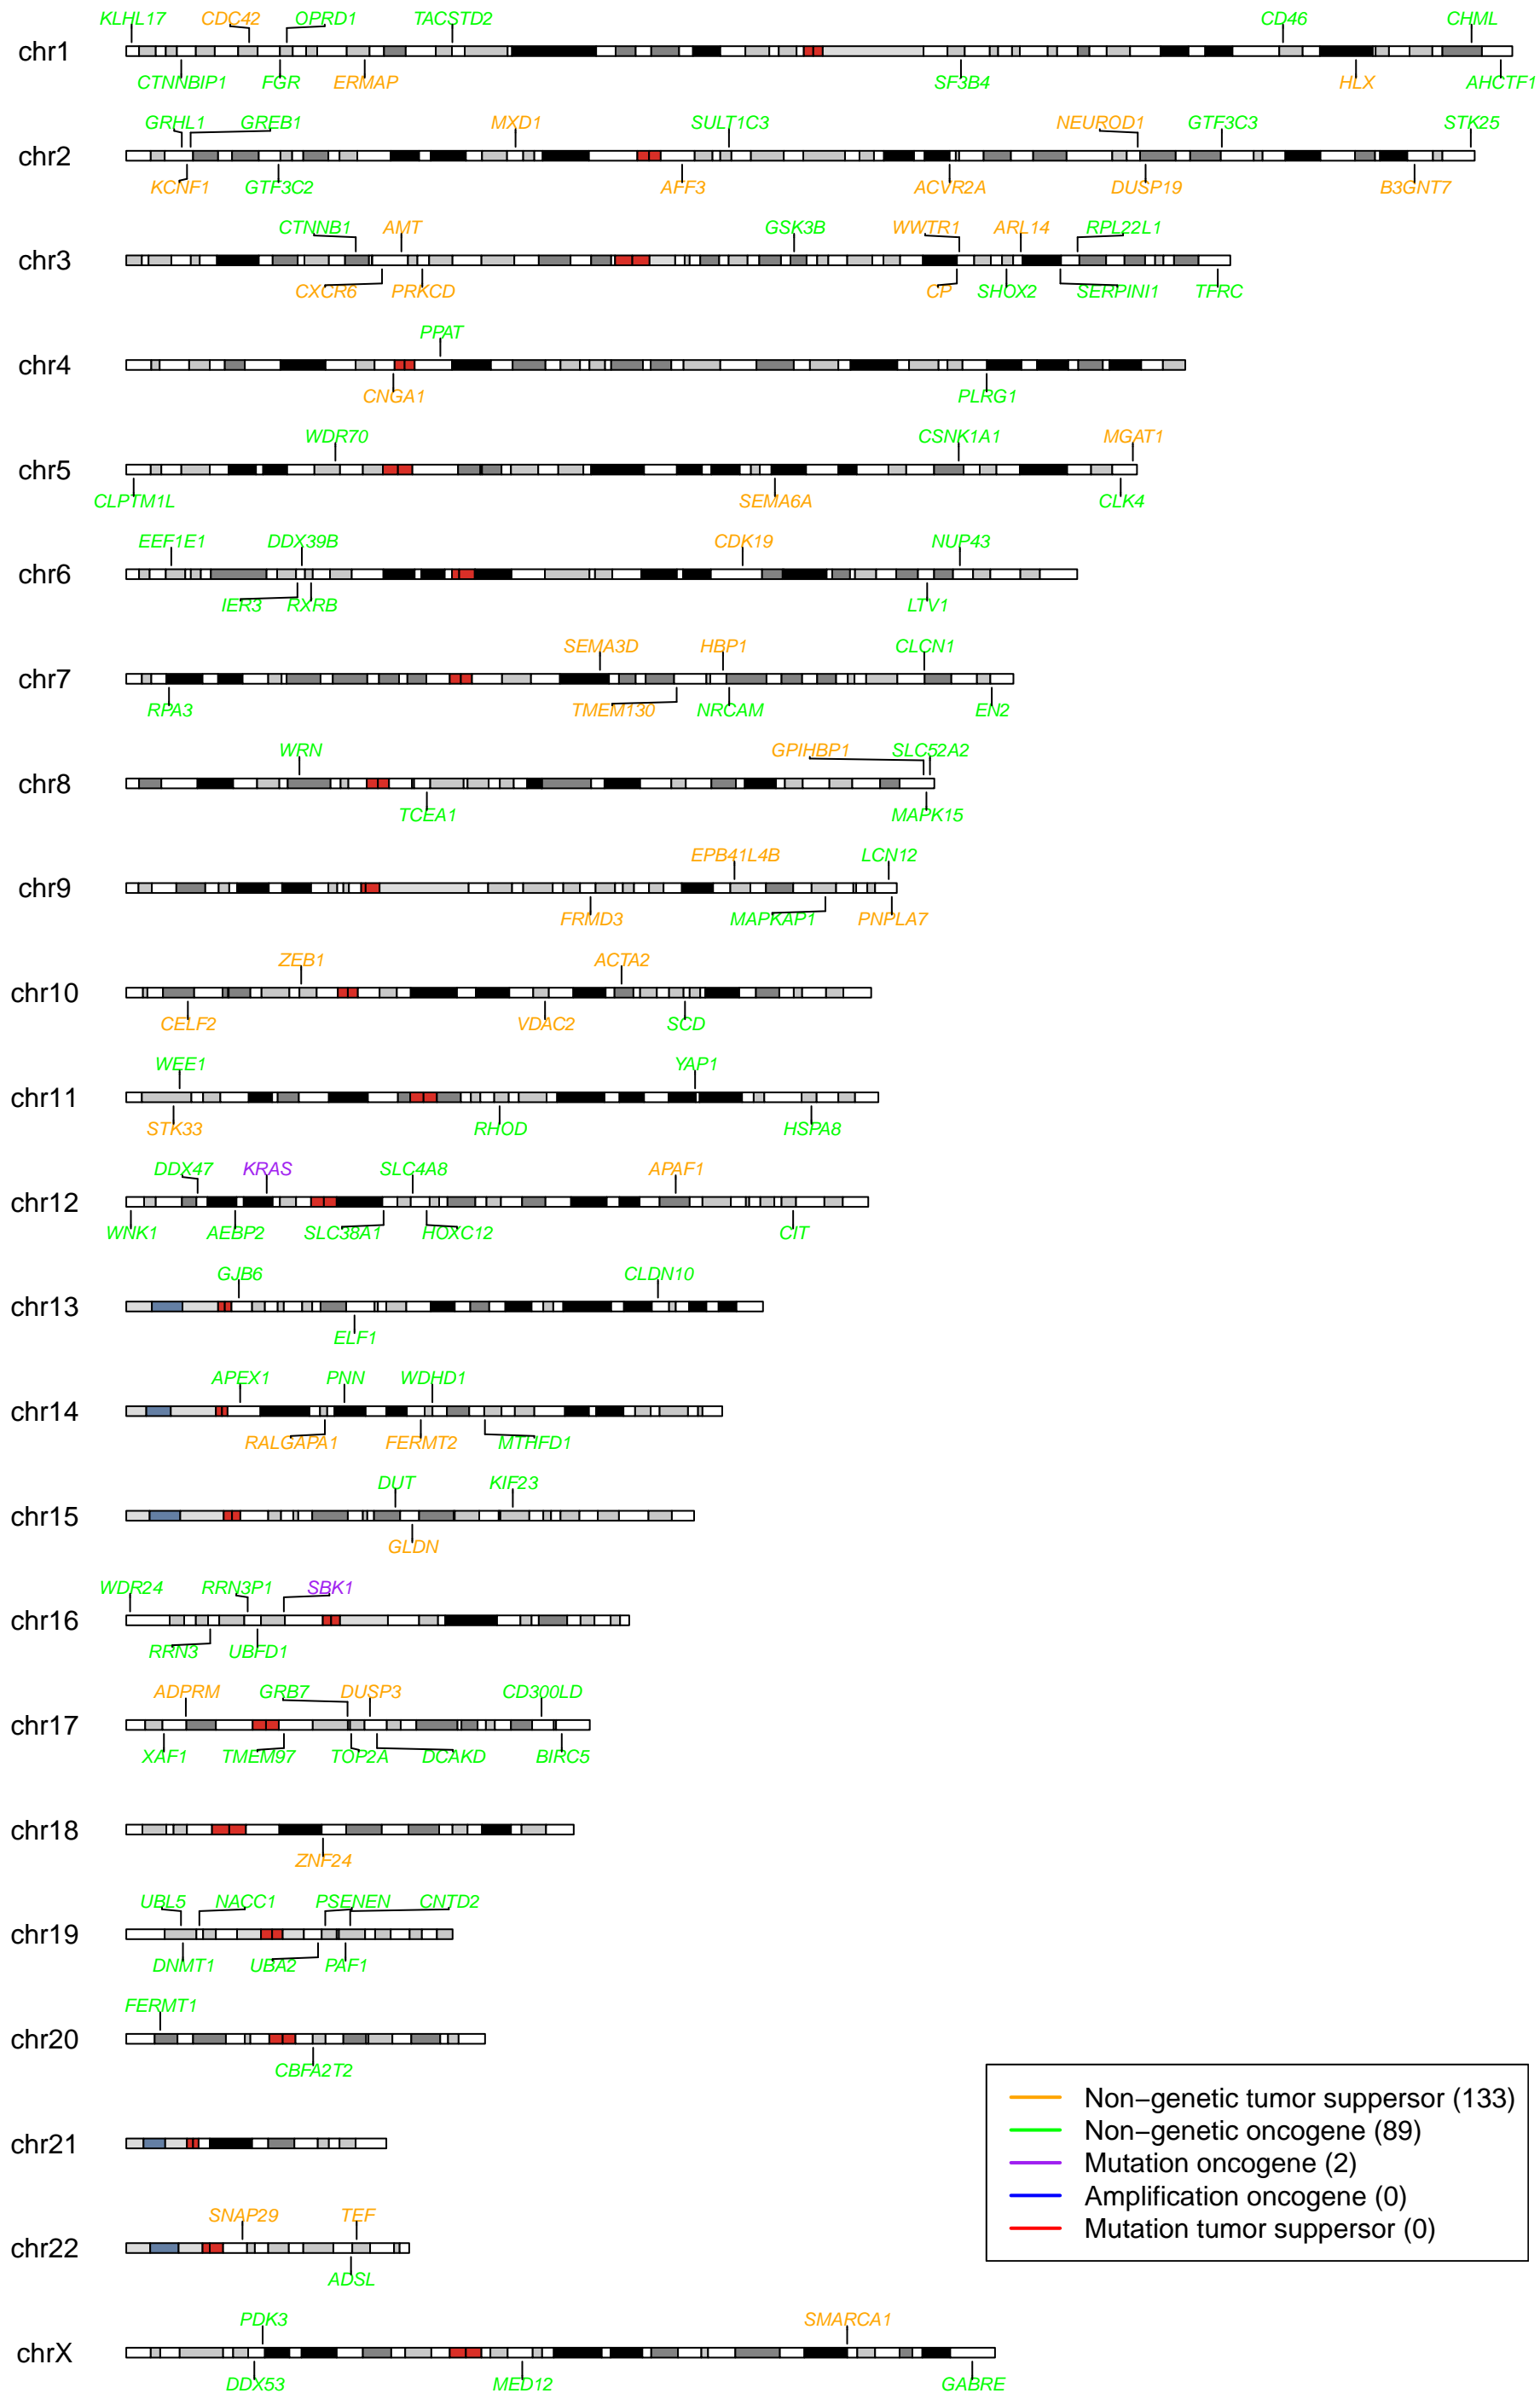 KLHL17 CDC42 OPRD1 TACSTD2 CD46 CHML
chr1
CTNNBIP1 FGR ERMAP SF3B4 HLX AHCTF1
GRHL1 GREB1 MXD1 SULT1C3 NEUROD1 GTF3C3 STK25
chr2
KCNF1 GTF3C2 AFF3 ACVR2A DUSP19 B3GNT7
CTNNB1 AMT GSK3B WWTR1 ARL14 RPL22L1
chr3
CXCR6 PRKCD CP SHOX2 SERPINI1 TFRC
PPAT
chr4
CNGA1 PLRG1
WDR70 CSNK1A1 MGAT1
chr5
CLPTM1L SEMA6A CLK4
EEF1E1 DDX39B CDK19 NUP43
chr6
IER3 RXRB LTV1
SEMA3D HBP1 CLCN1
chr7
RPA3 TMEM130 NRCAM EN2
WRN GPIHBP1 SLC52A2
chr8
TCEA1 MAPK15
EPB41L4B LCN12
chr9
FRMD3 MAPKAP1 PNPLA7
ZEB1 ACTA2
chr10
CELF2 VDAC2 SCD
WEE1 YAP1
chr11
STK33 RHOD HSPA8
DDX47 KRAS SLC4A8 APAF1
chr12
WNK1 AEBP2 SLC38A1 HOXC12 CIT
GJB6 CLDN10
chr13
ELF1
APEX1 PNN WDHD1
chr14
RALGAPA1 FERMT2 MTHFD1
DUT KIF23
chr15
GLDN
WDR24 RRN3P1 SBK1
chr16
RRN3 UBFD1
ADPRM GRB7 DUSP3 CD300LD
chr17
XAF1 TMEM97 TOP2A DCAKD BIRC5
chr18
ZNF24
UBL5 NACC1 PSENEN CNTD2
chr19
DNMT1 UBA2 PAF1
FERMT1
chr20
CBFA2T2
Non−genetic tumor suppersor (133)
Non−genetic oncogene (89)
Mutation oncogene (2)
Amplification oncogene (0)
Mutation tumor suppersor (0)
chr21
SNAP29 TEF
chr22
ADSL
PDK3 SMARCA1
chrX
DDX53 MED12 GABRE